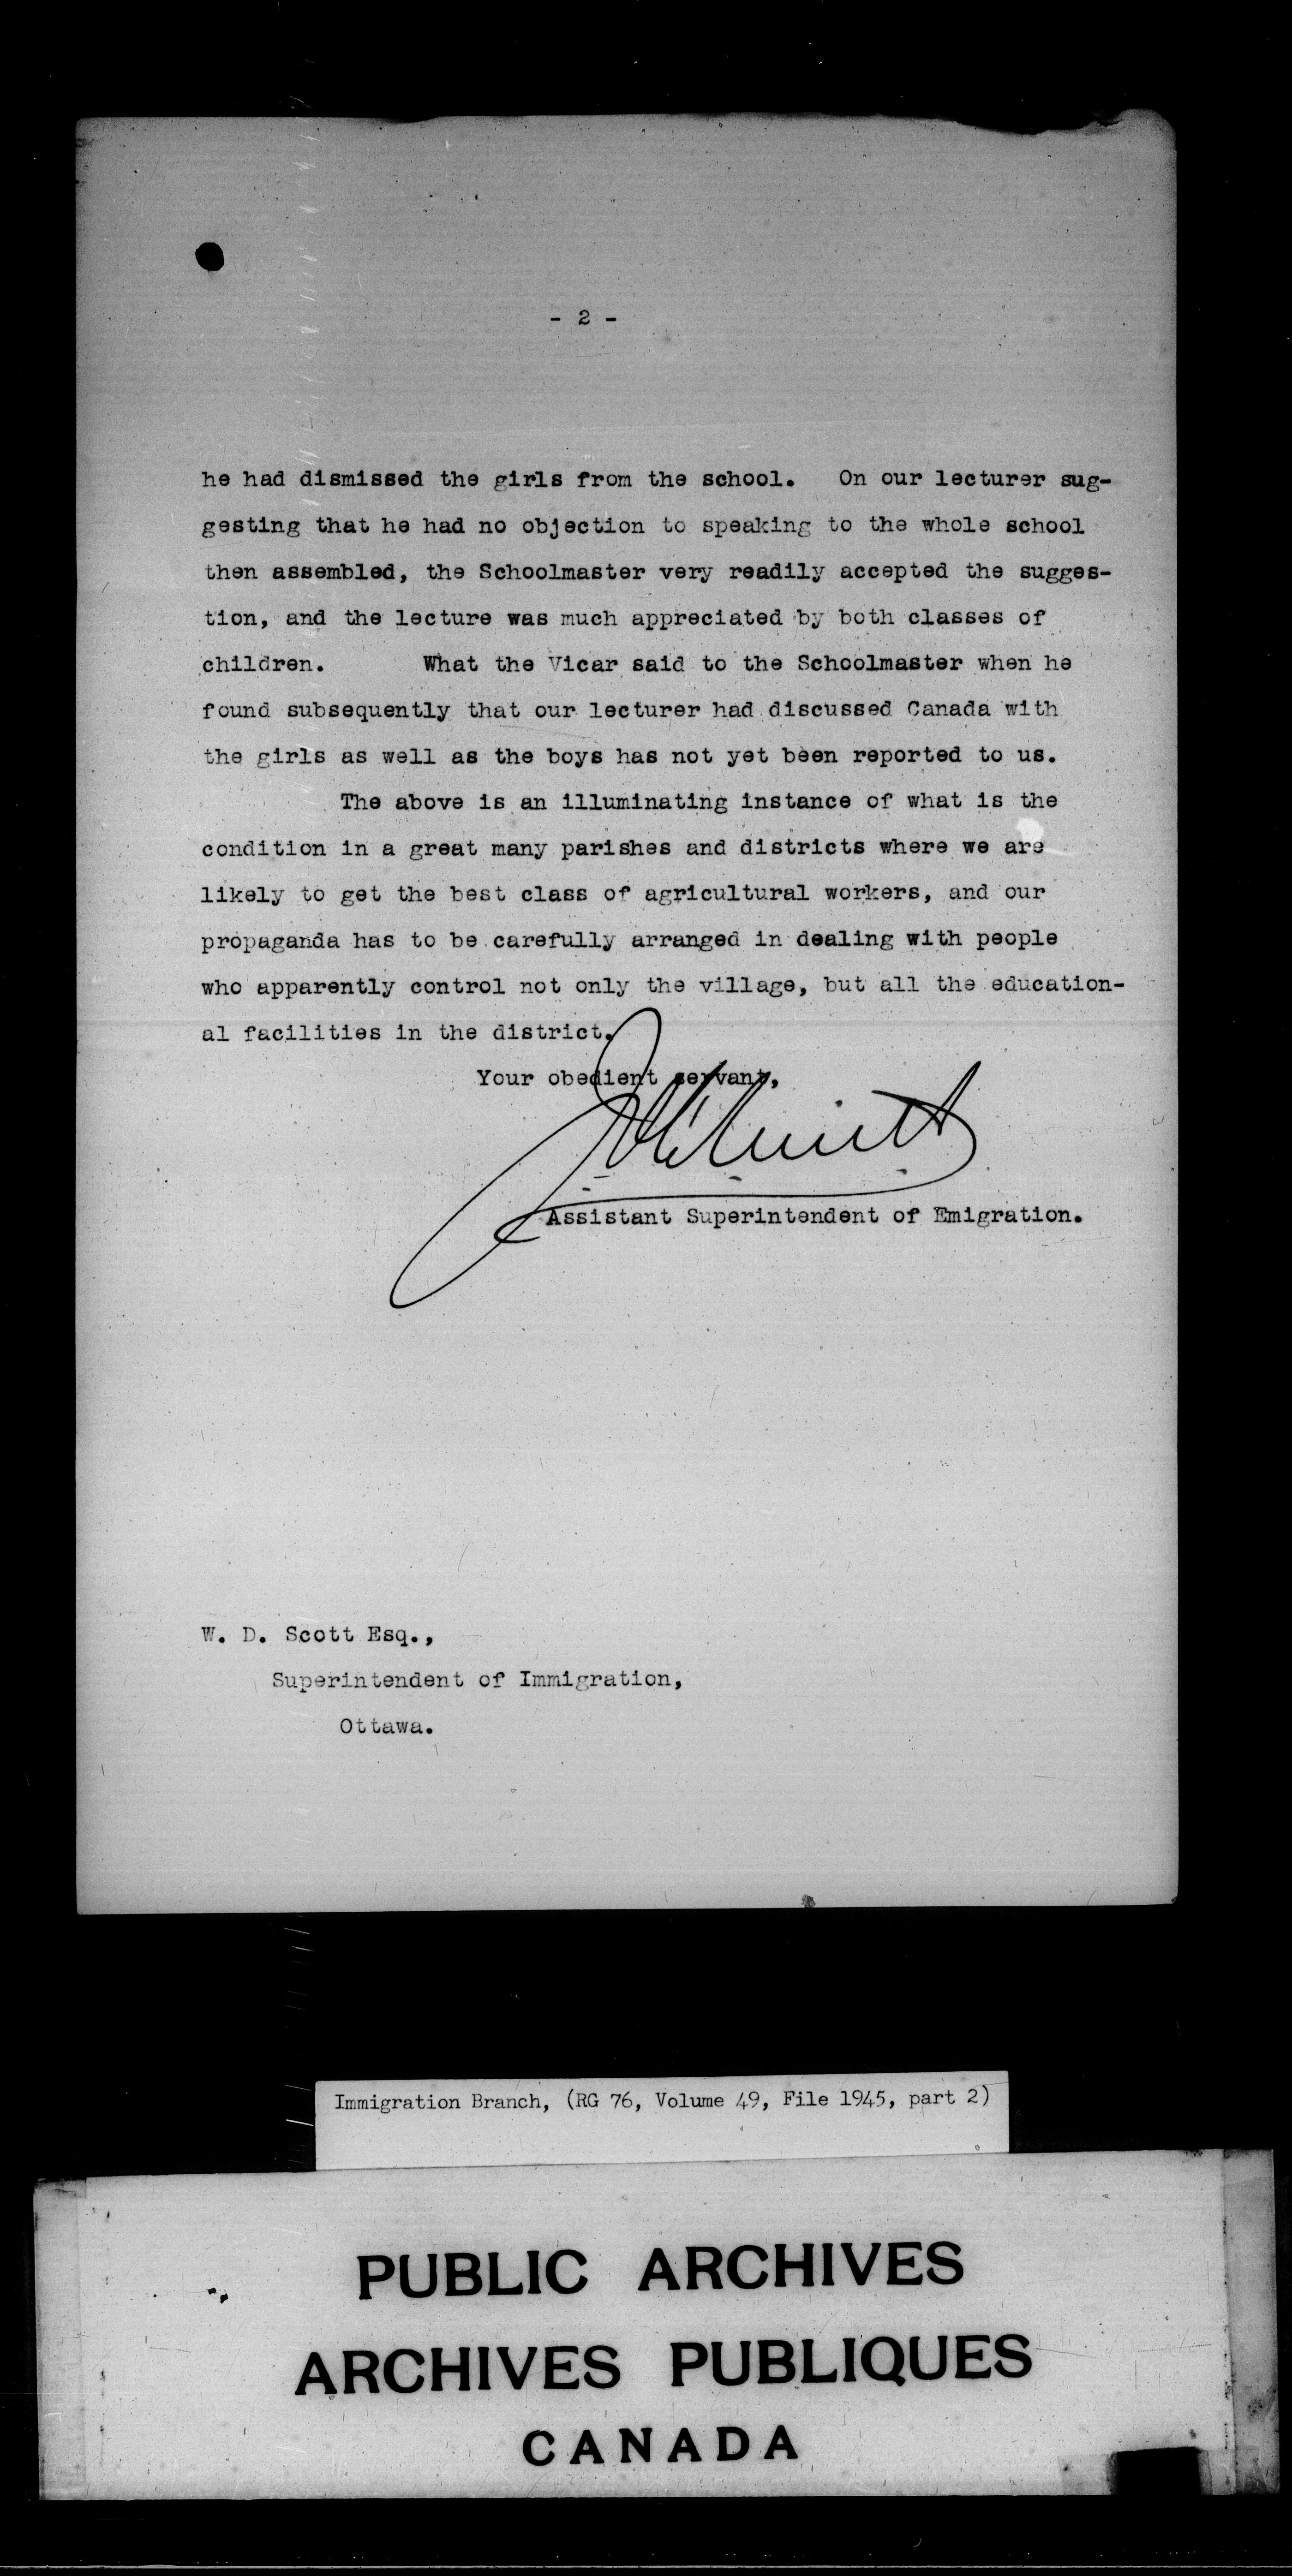 - 2 -
he had dismissed the girls from the school. On our lecturer sug-
gesting that he had no objection to speaking to the whole school
then assembled, the Schoolmaster very readily accepted the sugges-
tion, and the lecture was much appreciated by both classes of
children. What the Vicar said to the Schoolmaster when he
found subsequently that our lecturer had discussed Canada with
the girls as well as the boys has not yet been reported to us.
The above is an illuminating instance of what is the
condition in a great many parishes and districts where we are
likely to get the best class of agricultural workers, and our
propaganda has to be carefully arranged in dealing with people
who apparently control not only the village, but all the education-
al facilities in the district.
Your obedient servant,
Assistant Superintendent of Emigration.
W. D. Scott Esq.,
Superintendent of Immigration,
Ottawa.
Immigration Branch, (RG 76, Volume 49, File 1945, part 2)
PUBLIC ARCHIVES
ARCHIVES PUBLIQUES
CANADA